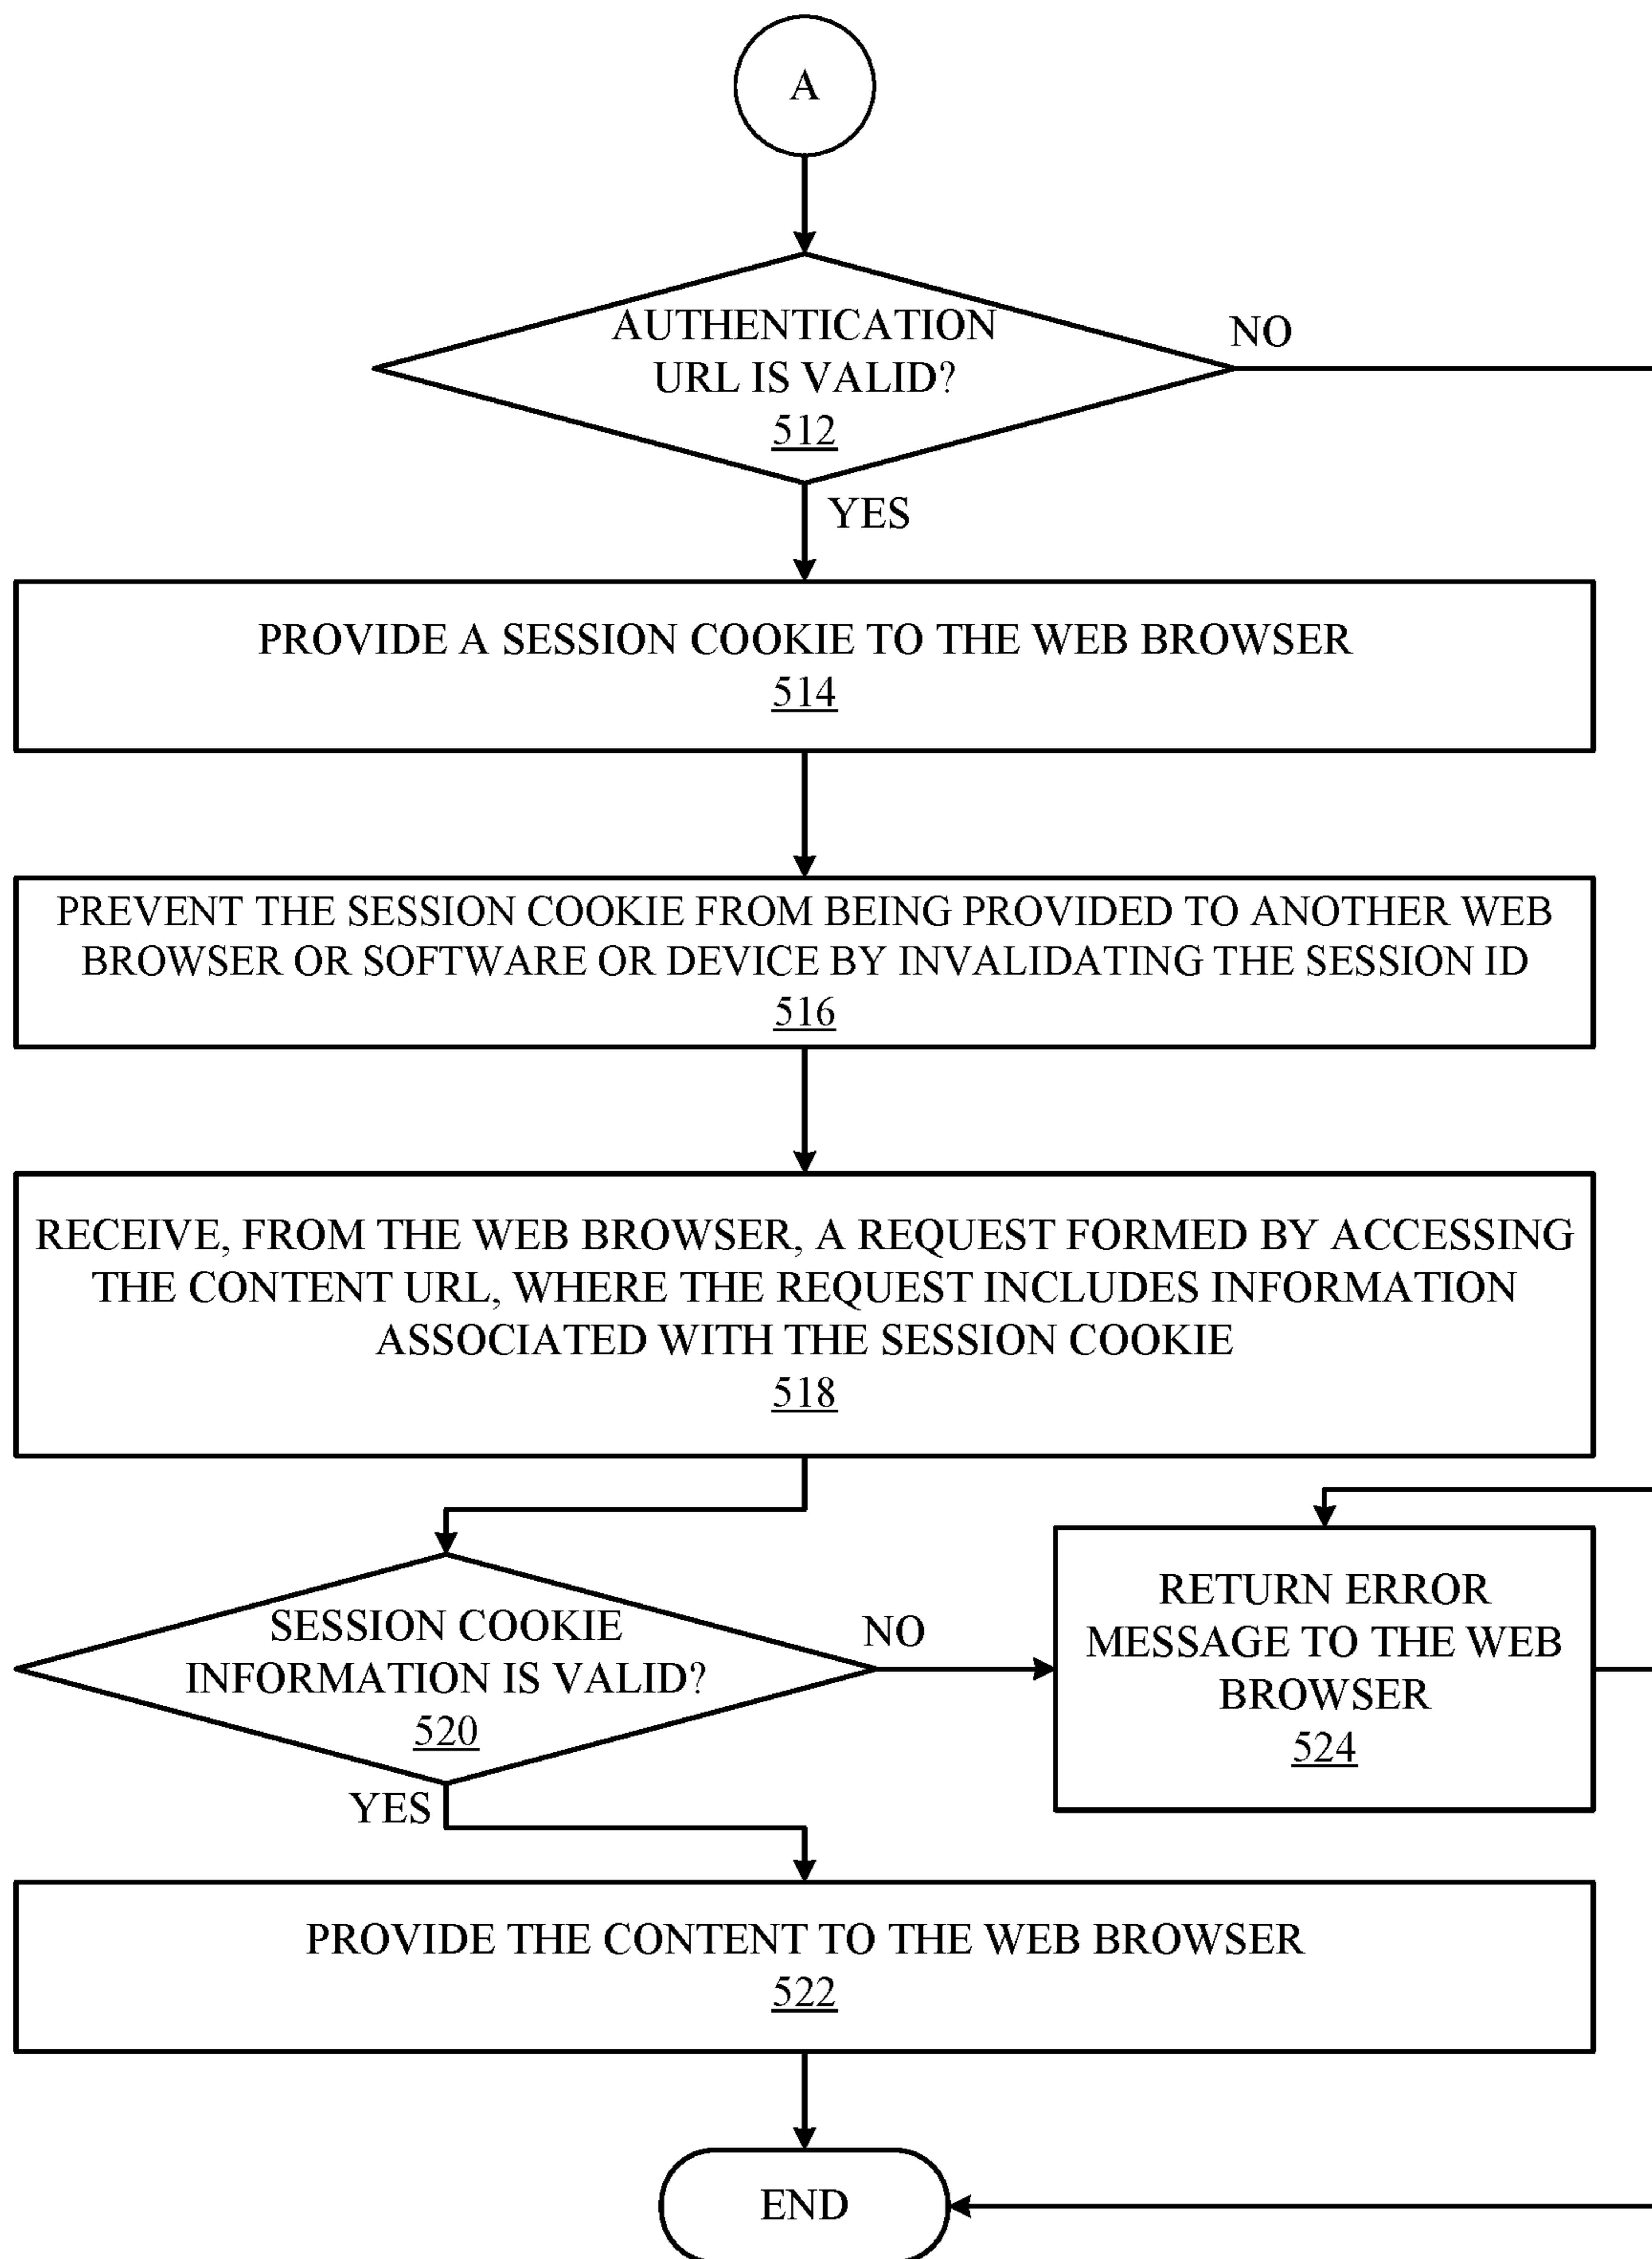 A
AUTHENTICATION
URL IS VALID?
512
NO
YES
PROVIDE A SESSION COOKIE TO THE WEB BROWSER
514
PREVENT THE SESSION COOKIE FROM BEING PROVIDED TO ANOTHER WEB
BROWSER OR SOFTWARE OR DEVICE BY INVALIDATING THE SESSION ID
516
RECEIVE, FROM THE WEB BROWSER, A REQUEST FORMED BY ACCESSING
THE CONTENT URL, WHERE THE REQUEST INCLUDES INFORMATION
ASSOCIATED WITH THE SESSION COOKIE
518
SESSION COOKIE
INFORMATION IS VALID?
520
NO
RETURN ERROR
MESSAGE TO THE WEB
BROWSER
524
YES
PROVIDE THE CONTENT TO THE WEB BROWSER
522
END